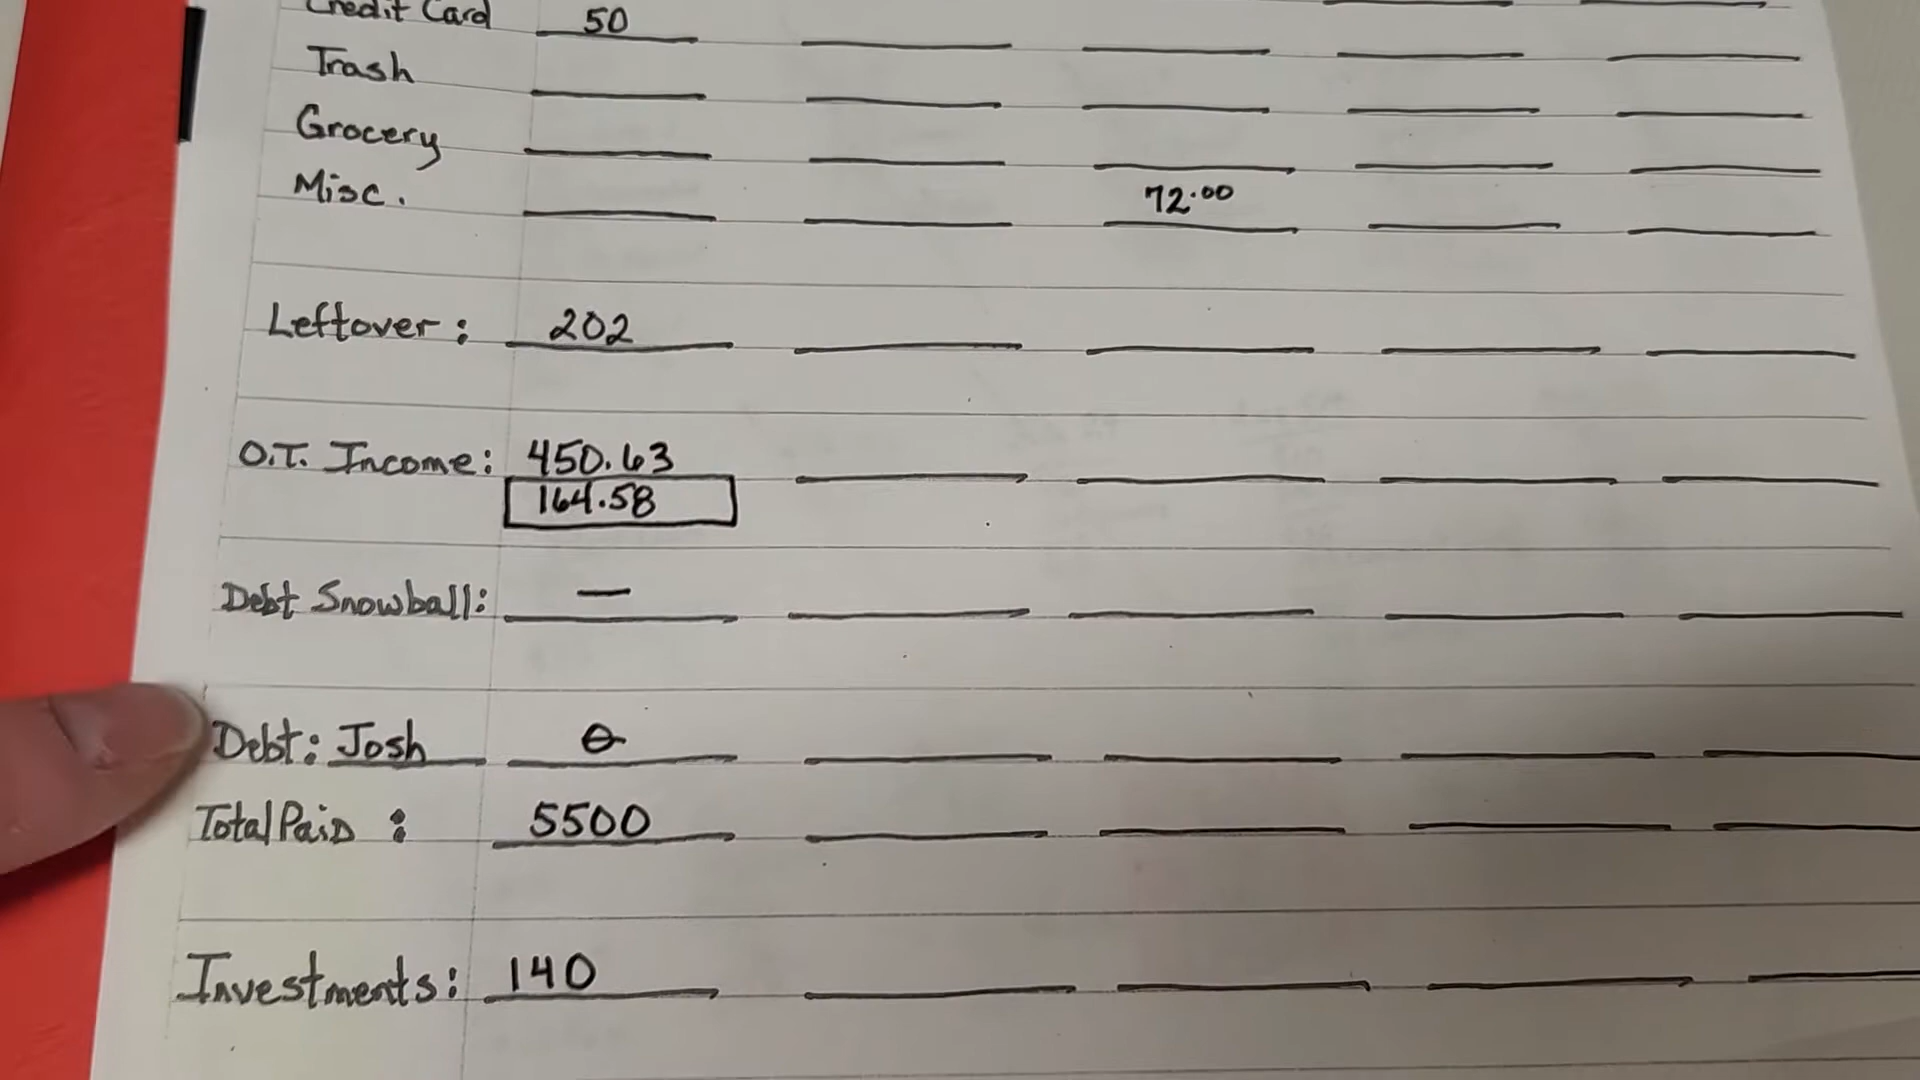 Credit Card 50
Trash
Grocery
Misc. 72.00
Leftover: 202
O.T. Income: 450.63
164.58
Debt Snowball: —
Debt: Josh 0
Total Paid: 5500
Investments: 140